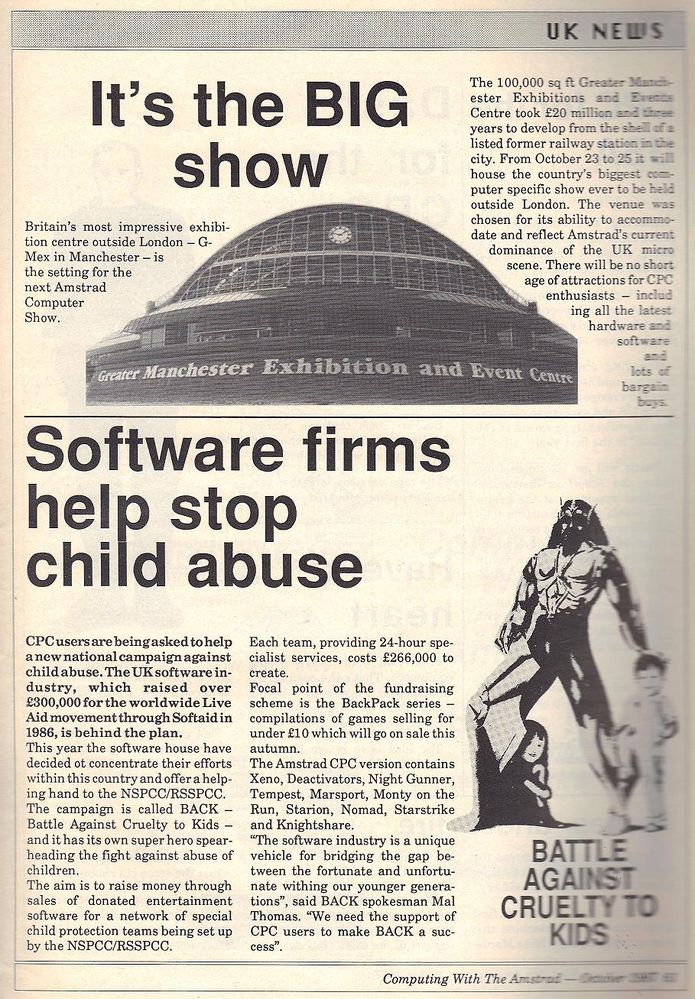 UK NEWS
It's the BIG
show
Britain's most impressive exhibi-
tion centre outside London – G-
Mex in Manchester – is
the setting for the
next Amstrad
Computer
Show.
Greater Manchester Exhibition and Event Centre
The 100,000 sq ft Greater Manch-
ester Exhibitions and Events
Centre took £20 million and three
years to develop from the shell of a
listed former railway station in the
city. From October 23 to 25 it will
house the country's biggest com-
puter specific show ever to be held
outside London. The venue was
chosen for its ability to accommo-
date and reflect Amstrad's current
dominance of the UK micro
scene. There will be no short
age of attractions for CPC
enthusiasts – includ
ing all the latest
hardware and
software
and
lots of
bargain
buys.
Software firms
help stop
child abuse
CPC users are being asked to help
a new national campaign against
child abuse. The UK software in-
dustry, which raised over
£300,000 for the worldwide Live
Aid movement through Softaid in
1986, is behind the plan.
This year the software house have
decided ot concentrate their efforts
within this country and offer a help-
ing hand to the NSPCC/RSSPCC.
The campaign is called BACK –
Battle Against Cruelty to Kids –
and it has its own super hero spear-
heading the fight against abuse of
children.
The aim is to raise money through
sales of donated entertainment
software for a network of special
child protection teams being set up
by the NSPCC/RSSPCC.
Each team, providing 24-hour spe-
cialist services, costs £266,000 to
create.
Focal point of the fundraising
scheme is the BackPack series –
compilations of games selling for
under £10 which will go on sale this
autumn.
The Amstrad CPC version contains
Xeno, Deactivators, Night Gunner,
Tempest, Marsport, Monty on the
Run, Starion, Nomad, Starstrike
and Knightshare.
"The software industry is a unique
vehicle for bridging the gap be-
tween the fortunate and unfortu-
nate withing our younger genera-
tions", said BACK spokesman Mal
Thomas. "We need the support of
CPC users to make BACK a suc-
cess".
BATTLE
AGAINST
CRUELTY TO
KIDS
Computing With The Amstrad — October 1987